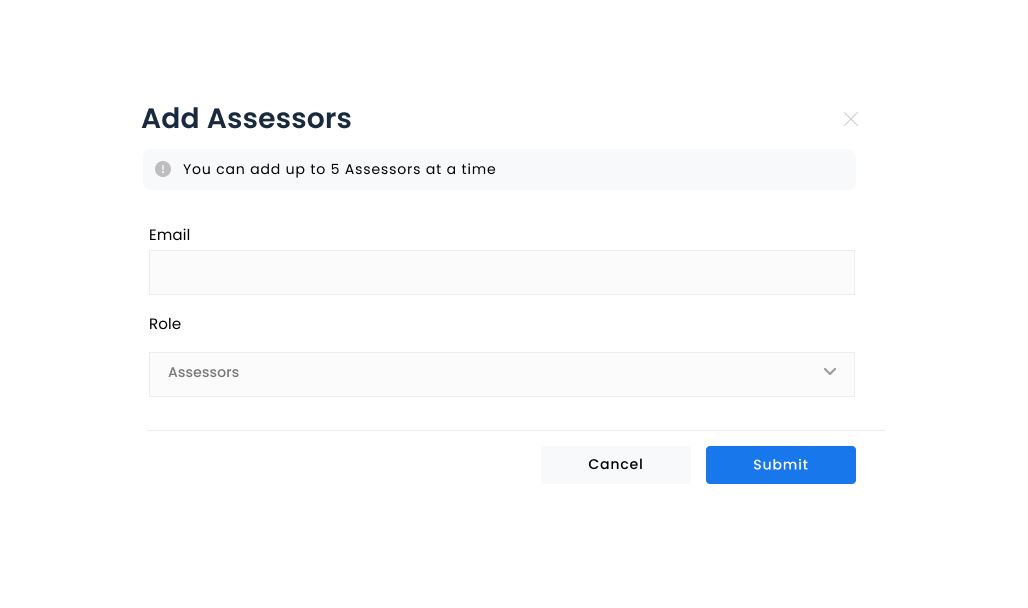 Add Assessors
You can add up to 5 Assessors at a time
Email
Role
Assessors
Cancel
Submit